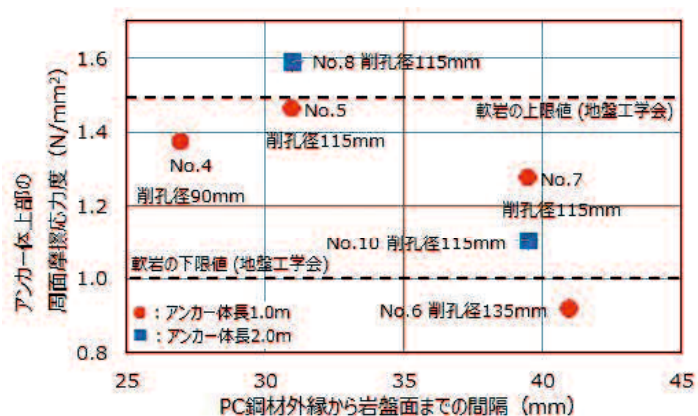 アンカー体上部の
周面摩擦応力度 (N/mm²)
1.6
1.4
1.2
1.0
0.8
No.8 削孔径115mm
軟岩の上限値 (地盤工学会)
No.5
削孔径115mm
No.4
削孔径90mm
No.7
削孔径115mm
No.10 削孔径115mm
軟岩の下限値 (地盤工学会)
No.6 削孔径135mm
：アンカー体長1.0m
：アンカー体長2.0m
25 30 35 40 45
PC鋼材外縁から岩盤面までの間隔 (mm)